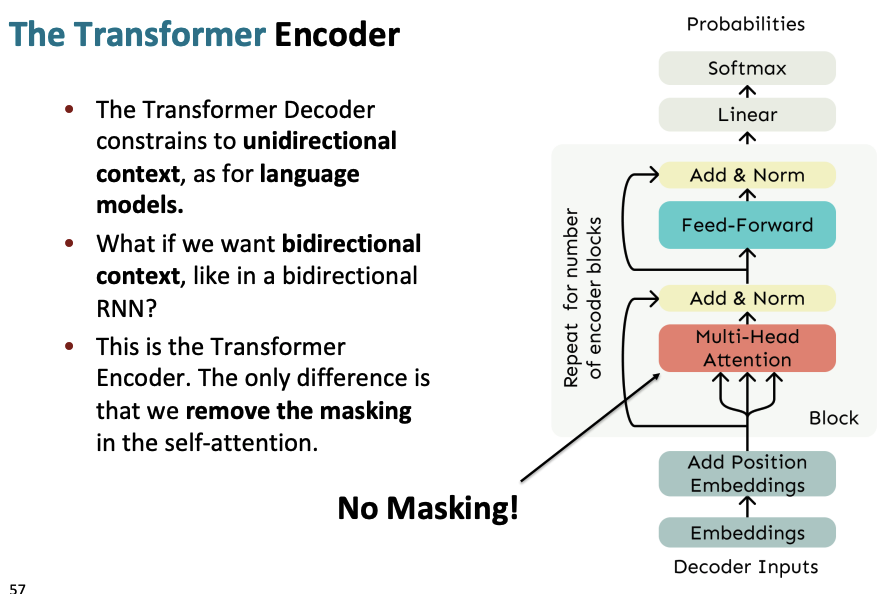 The Transformer Encoder
• The Transformer Decoder
constrains to unidirectional
context, as for language
models.
• What if we want bidirectional
context, like in a bidirectional
RNN?
• This is the Transformer
Encoder. The only difference is
that we remove the masking
in the self-attention.
No Masking!
Probabilities
Softmax
Linear
Add & Norm
Feed-Forward
Repeat for number
of encoder blocks
Add & Norm
Multi-Head
Attention
Block
Add Position
Embeddings
Embeddings
Decoder Inputs
57